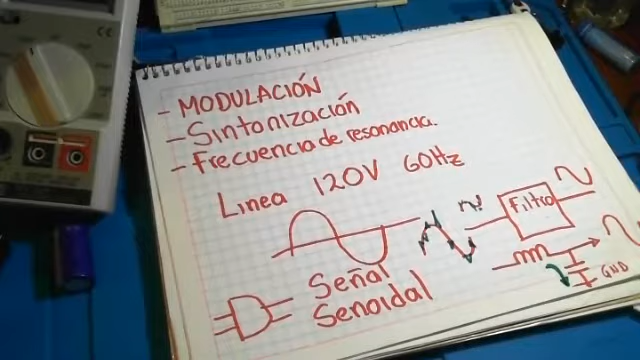 - MODULACIÓN
- Sintonización
- Frecuencia de resonancia.
Linea 120V 60Hz
Filtro
Señal
Senoidal
GND